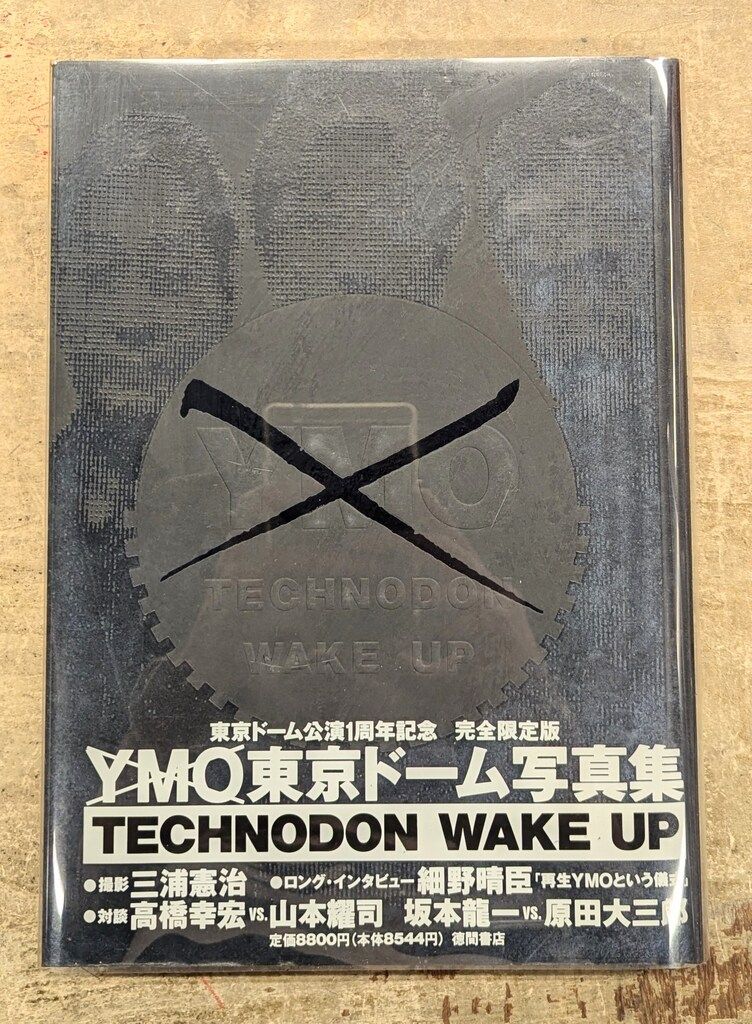 YMO
TECHNODON
WAKE UP
東京ドーム公演1周年記念 完全限定版
YMO東京ドーム写真集
TECHNODON WAKE UP
●撮影 三浦憲治 ●ロング・インタビュー 細野晴臣「再生YMOという儀式」
●対談 高橋幸宏 vs. 山本耀司 坂本龍一 vs. 原田大三郎
定価8800円(本体8544円) 徳間書店